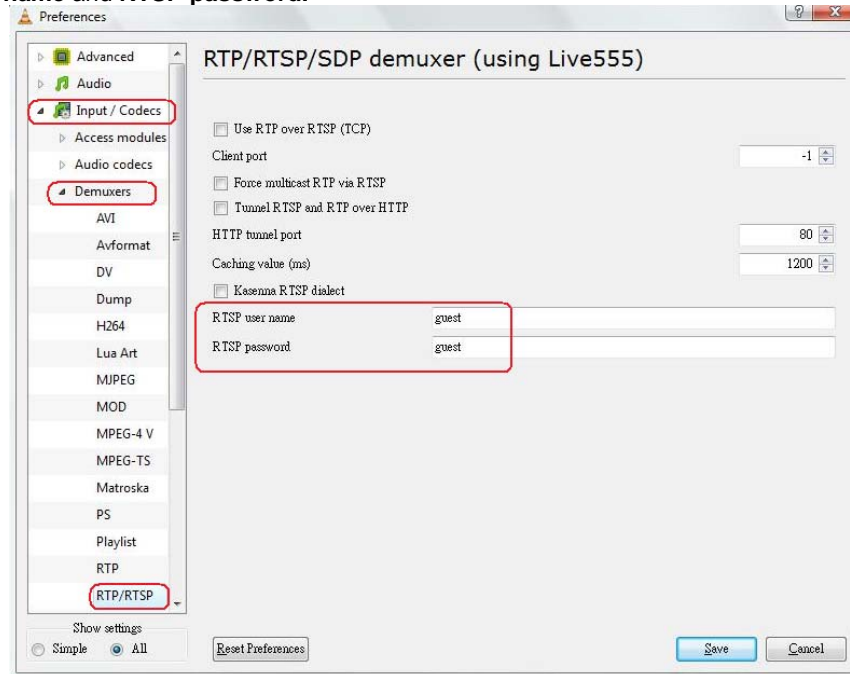 name and RTSP password.
Preferences
Advanced
Audio
Input / Codecs
Access modules
Audio codecs
Demuxers
AVI
Avformat
DV
Dump
H264
Lua Art
MJPEG
MOD
MPEG-4 V
MPEG-TS
Matroska
PS
Playlist
RTP
RTP/RTSP
Show settings
Simple All
RTP/RTSP/SDP demuxer (using Live555)
Use RTP over RTSP (TCP)
Client port -1
Force multicast RTP via RTSP
Tunnel RTSP and RTP over HTTP
HTTP tunnel port 80
Caching value (ms) 1200
Kasenna RTSP dialect
RTSP user name guest
RTSP password guest
Reset Preferences
Save
Cancel